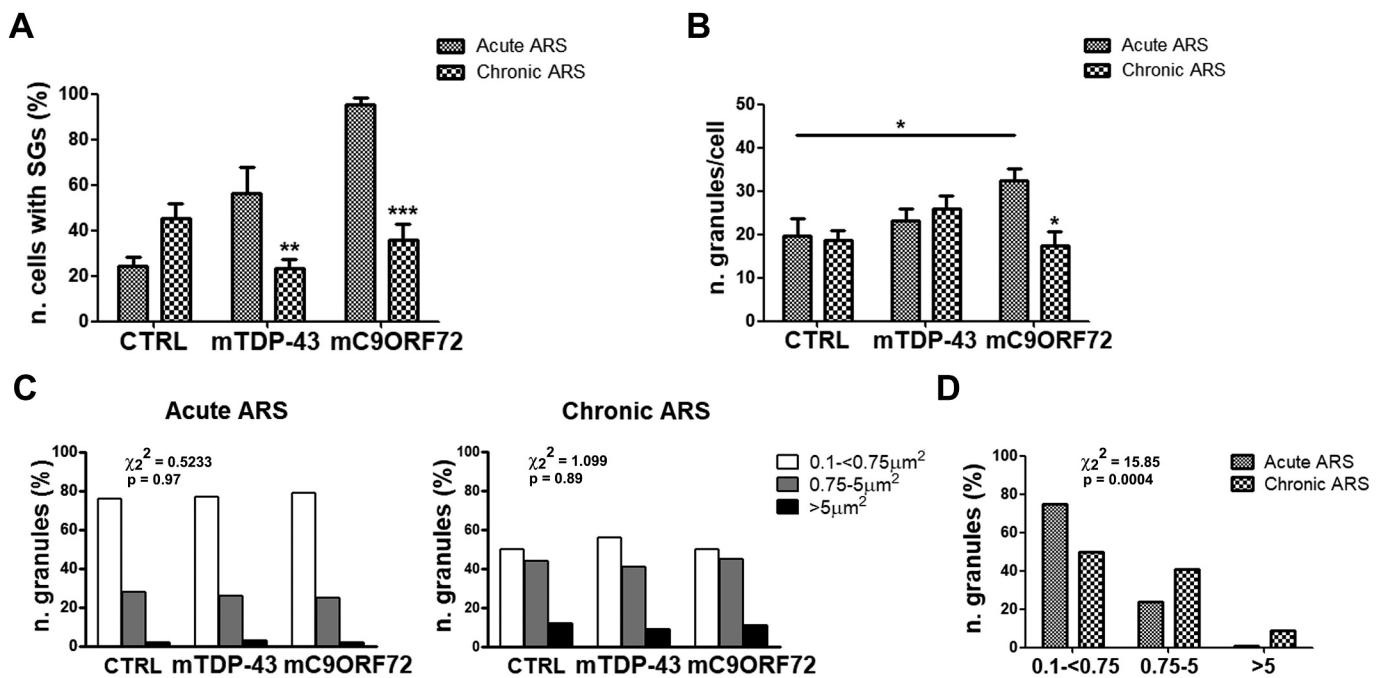 A
Acute ARS
Chronic ARS
n. cells with SGs (%)
100
80
60
40
20
0
**
***
CTRL mTDP-43 mC9ORF72
B
Acute ARS
Chronic ARS
n. granules/cell
50
40
30
20
10
0
*
*
CTRL mTDP-43 mC9ORF72
C
Acute ARS
n. granules (%)
100
80
60
40
20
0
χ2² = 0.5233
p = 0.97
CTRL mTDP-43 mC9ORF72
Chronic ARS
n. granules (%)
100
80
60
40
20
0
χ2² = 1.099
p = 0.89
CTRL mTDP-43 mC9ORF72
0.1-<0.75µm²
0.75-5µm²
>5µm²
D
n. granules (%)
100
80
60
40
20
0
χ2² = 15.85
p = 0.0004
Acute ARS
Chronic ARS
0.1-<0.75 0.75-5 >5